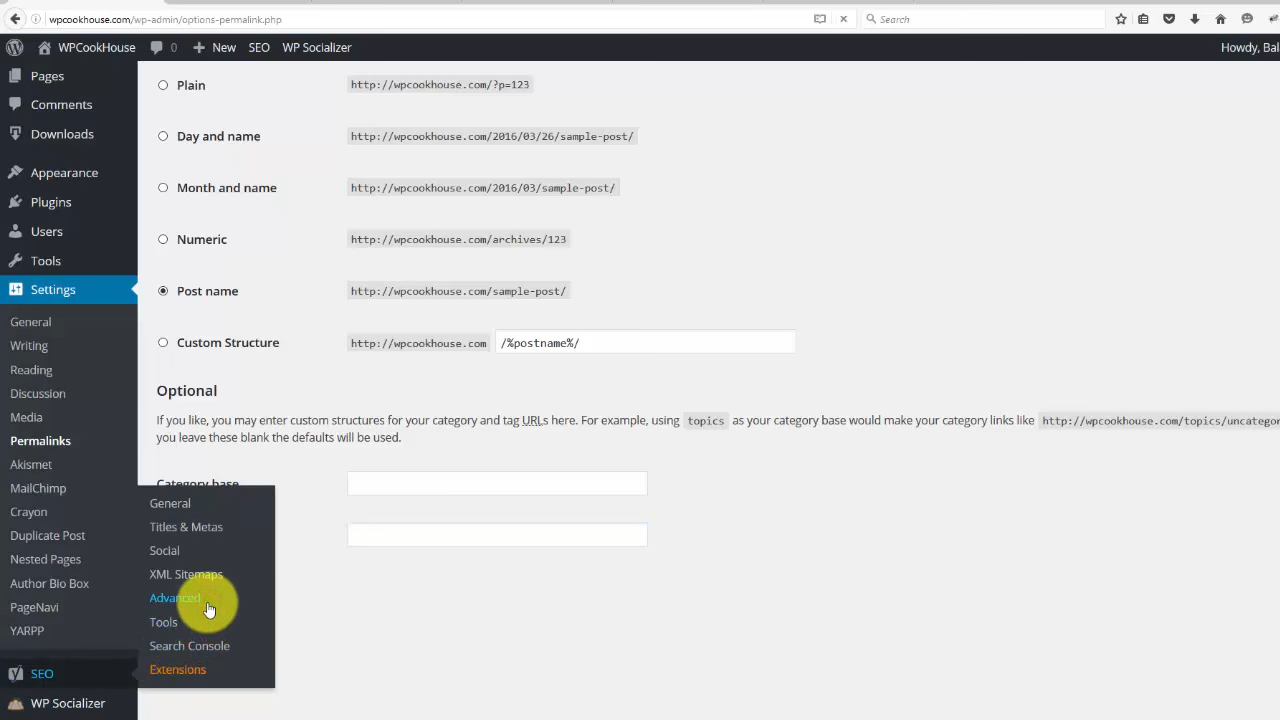 wpcookhouse.com/wp-admin/options-permalink.php
Search
WPCookHouse
0
New
SEO
WP Socializer
Howdy, Bal
Pages
Comments
Downloads
Appearance
Plugins
Users
Tools
Settings
General
Writing
Reading
Discussion
Media
Permalinks
Akismet
MailChimp
Crayon
Duplicate Post
Nested Pages
Author Bio Box
PageNavi
YARPP
SEO
WP Socializer
Plain
http://wpcookhouse.com/?p=123
Day and name
http://wpcookhouse.com/2016/03/26/sample-post/
Month and name
http://wpcookhouse.com/2016/03/sample-post/
Numeric
http://wpcookhouse.com/archives/123
Post name
http://wpcookhouse.com/sample-post/
Custom Structure
http://wpcookhouse.com
/%postname%/
Optional
If you like, you may enter custom structures for your category and tag URLs here. For example, using topics as your category base would make your category links like http://wpcookhouse.com/topics/uncategor
you leave these blank the defaults will be used.
Category base
General
Titles & Metas
Social
XML Sitemaps
Advanced
Tools
Search Console
Extensions